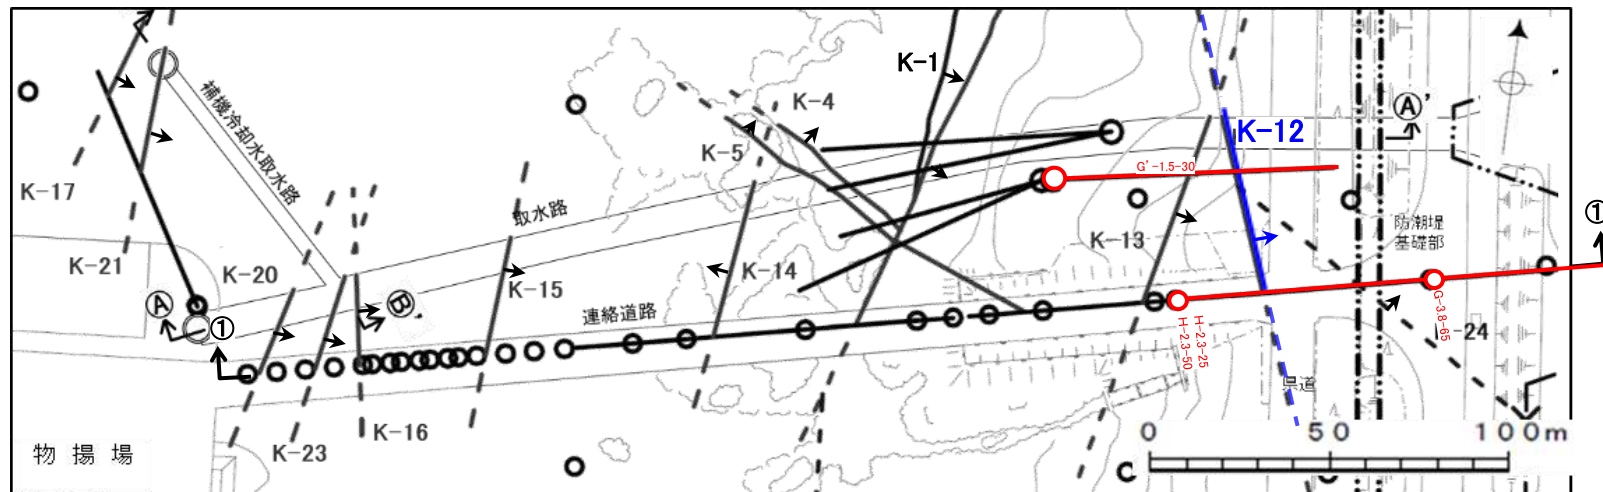 K-1
K-4
K-5
K-12
Ⓐ’
G’-1.5-30
K-17
補機冷却水取水路
取水路
①
防潮堤
基礎部
K-13
K-21
K-20
K-14
K-15
Ⓐ
①
Ⓑ’
連絡道路
H-2.3-50
H-2.3-25
G-3.8-65
-24
県道
K-16
K-23
物揚場
0 50 100m